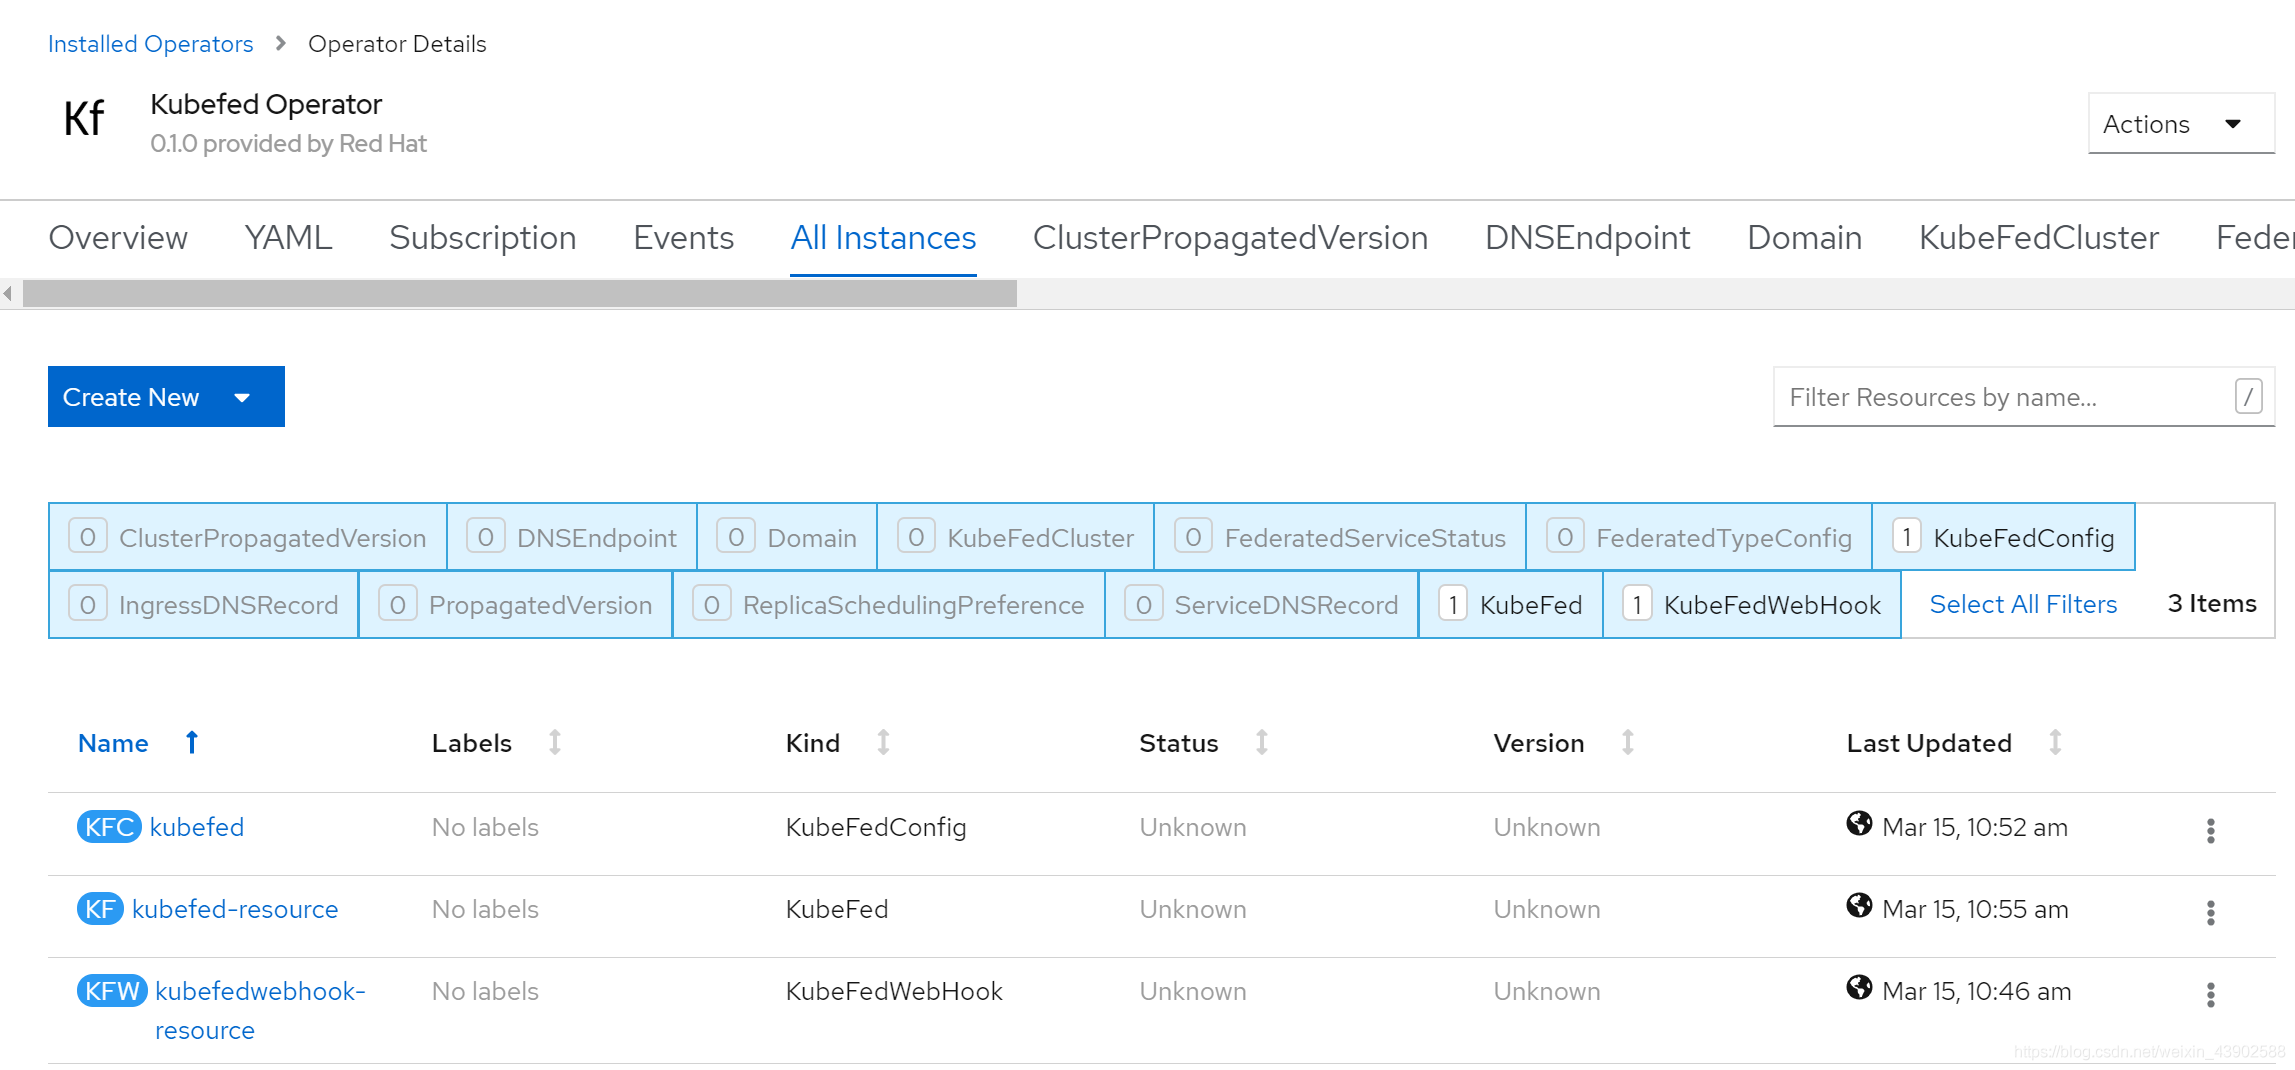 Installed Operators > Operator Details
Kf
Kubefed Operator
0.1.0 provided by Red Hat
Actions
Overview YAML Subscription Events All Instances ClusterPropagatedVersion DNSEndpoint Domain KubeFedCluster Feder
Create New
Filter Resources by name... /
0 ClusterPropagatedVersion 0 DNSEndpoint 0 Domain 0 KubeFedCluster 0 FederatedServiceStatus 0 FederatedTypeConfig 1 KubeFedConfig
0 IngressDNSRecord 0 PropagatedVersion 0 ReplicaSchedulingPreference 0 ServiceDNSRecord 1 KubeFed 1 KubeFedWebHook Select All Filters 3 Items
Name Labels Kind Status Version Last Updated
KFC kubefed No labels KubeFedConfig Unknown Unknown Mar 15, 10:52 am
KF kubefed-resource No labels KubeFed Unknown Unknown Mar 15, 10:55 am
KFW kubefedwebhook- No labels KubeFedWebHook Unknown Unknown Mar 15, 10:46 am
resource
https://blog.csdn.net/weixin_43902588